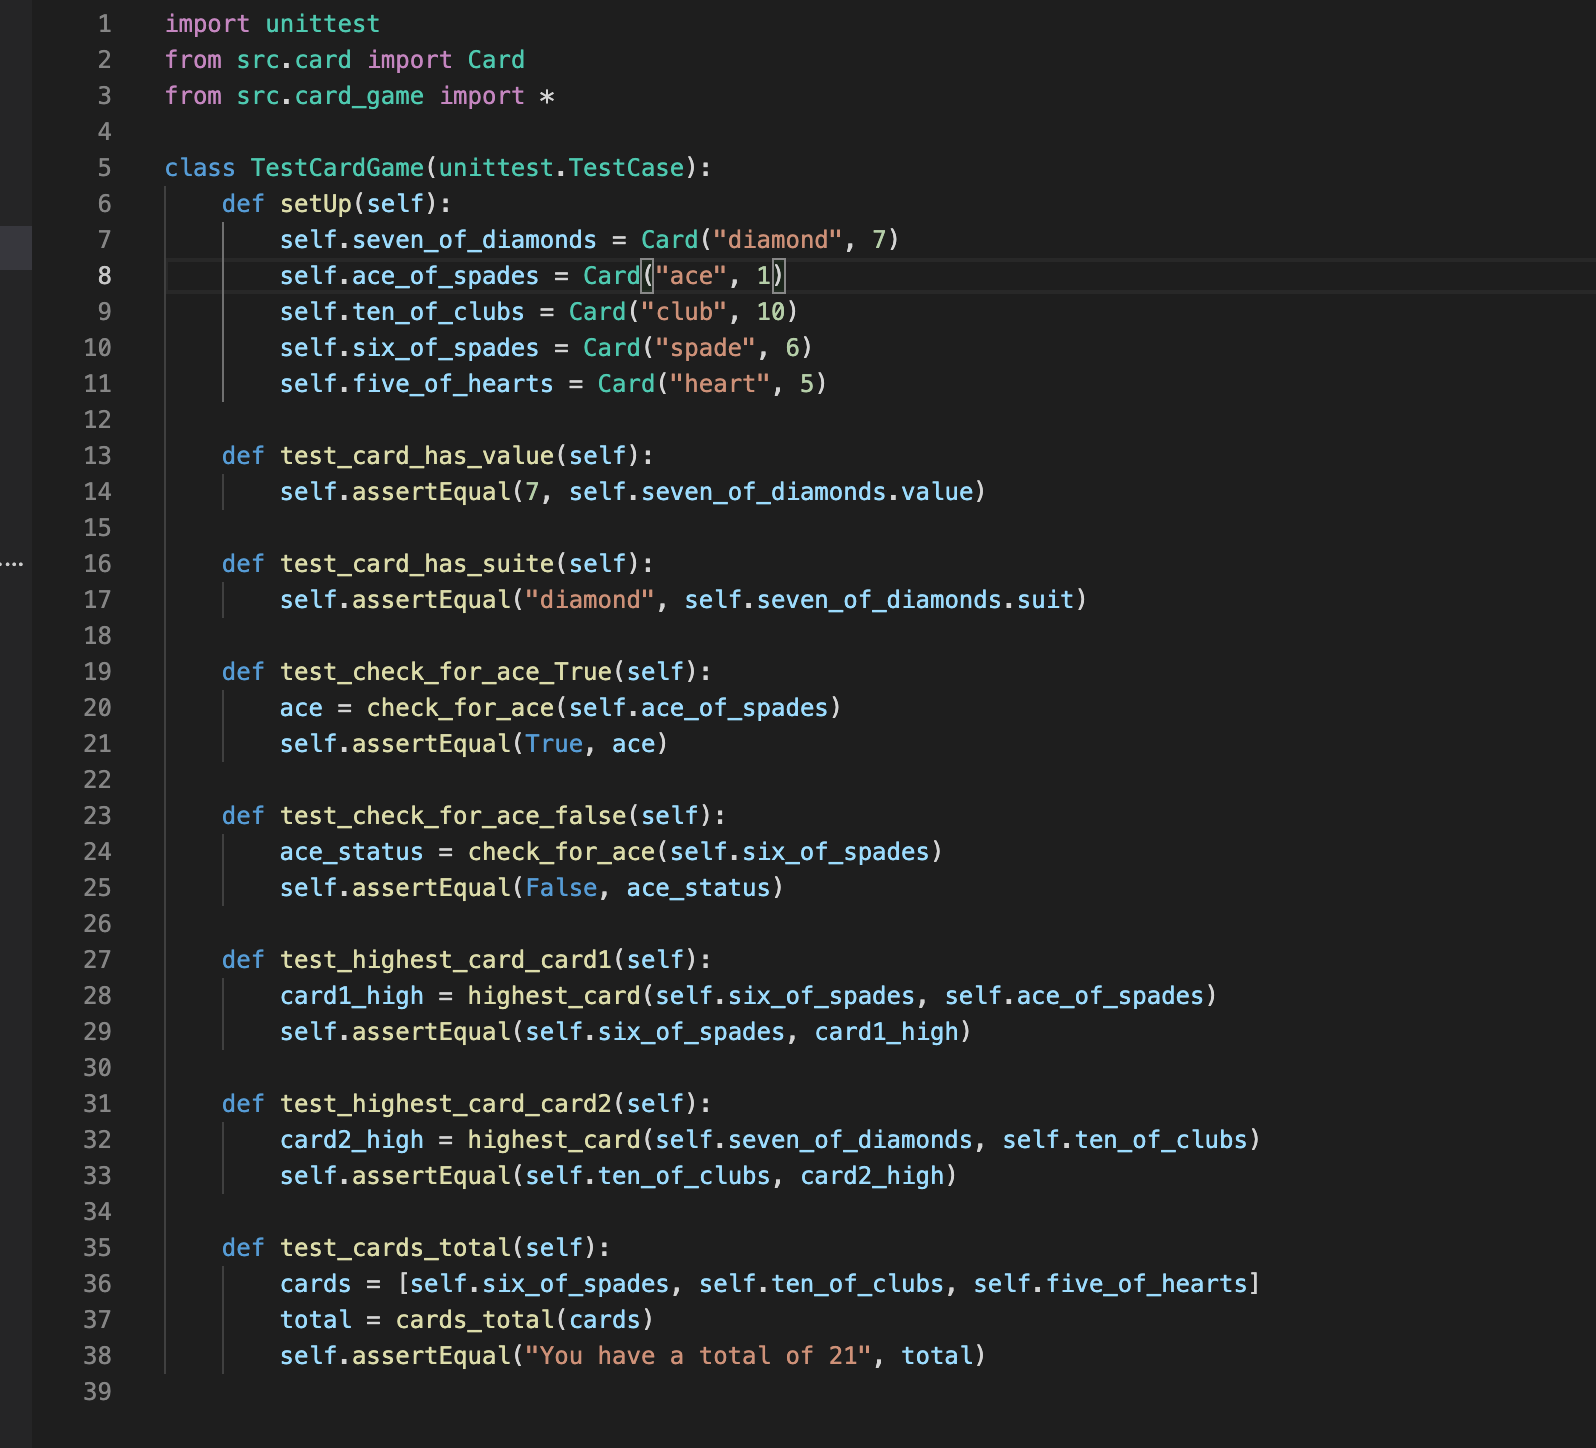 1 import unittest
2 from src.card import Card
3 from src.card_game import *
4
5 class TestCardGame(unittest.TestCase):
6     def setUp(self):
7         self.seven_of_diamonds = Card("diamond", 7)
8         self.ace_of_spades = Card("ace", 1)
9         self.ten_of_clubs = Card("club", 10)
10         self.six_of_spades = Card("spade", 6)
11         self.five_of_hearts = Card("heart", 5)
12
13     def test_card_has_value(self):
14         self.assertEqual(7, self.seven_of_diamonds.value)
15
16     def test_card_has_suite(self):
17         self.assertEqual("diamond", self.seven_of_diamonds.suit)
18
19     def test_check_for_ace_True(self):
20         ace = check_for_ace(self.ace_of_spades)
21         self.assertEqual(True, ace)
22
23     def test_check_for_ace_false(self):
24         ace_status = check_for_ace(self.six_of_spades)
25         self.assertEqual(False, ace_status)
26
27     def test_highest_card_card1(self):
28         card1_high = highest_card(self.six_of_spades, self.ace_of_spades)
29         self.assertEqual(self.six_of_spades, card1_high)
30
31     def test_highest_card_card2(self):
32         card2_high = highest_card(self.seven_of_diamonds, self.ten_of_clubs)
33         self.assertEqual(self.ten_of_clubs, card2_high)
34
35     def test_cards_total(self):
36         cards = [self.six_of_spades, self.ten_of_clubs, self.five_of_hearts]
37         total = cards_total(cards)
38         self.assertEqual("You have a total of 21", total)
39